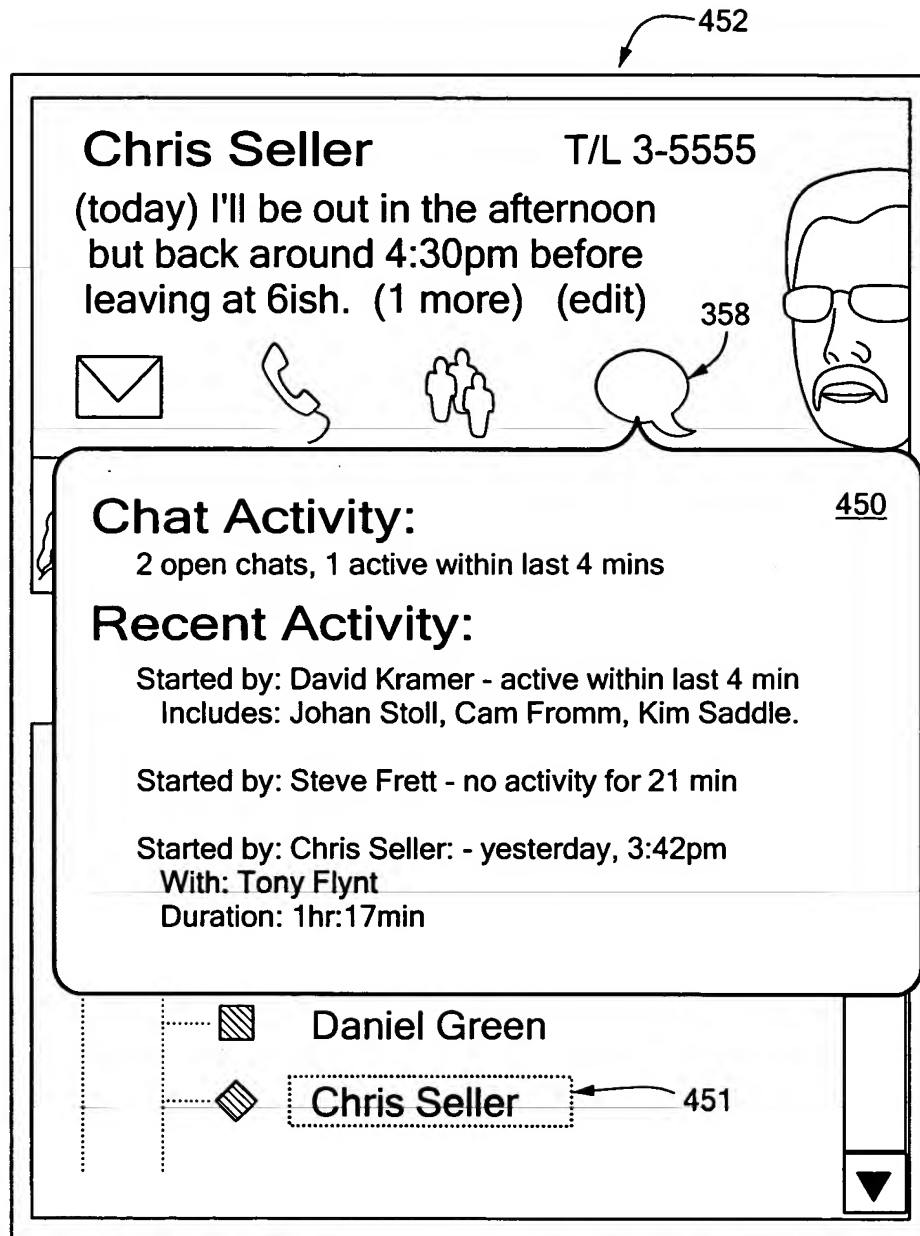 452
Chris Seller T/L 3-5555
(today) I'll be out in the afternoon
but back around 4:30pm before
leaving at 6ish. (1 more) (edit)
358
450
Chat Activity:
2 open chats, 1 active within last 4 mins
Recent Activity:
Started by: David Kramer - active within last 4 min
Includes: Johan Stoll, Cam Fromm, Kim Saddle.
Started by: Steve Frett - no activity for 21 min
Started by: Chris Seller: - yesterday, 3:42pm
With: Tony Flynt
Duration: 1hr:17min
Daniel Green
Chris Seller 451